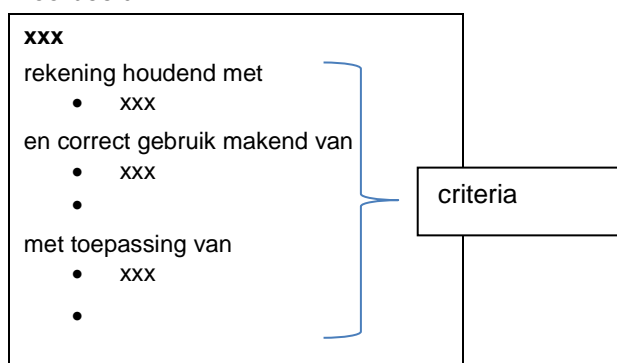 xxx
rekening houdend met
• xxx
en correct gebruik makend van
• xxx
•
met toepassing van
• xxx
•
criteria